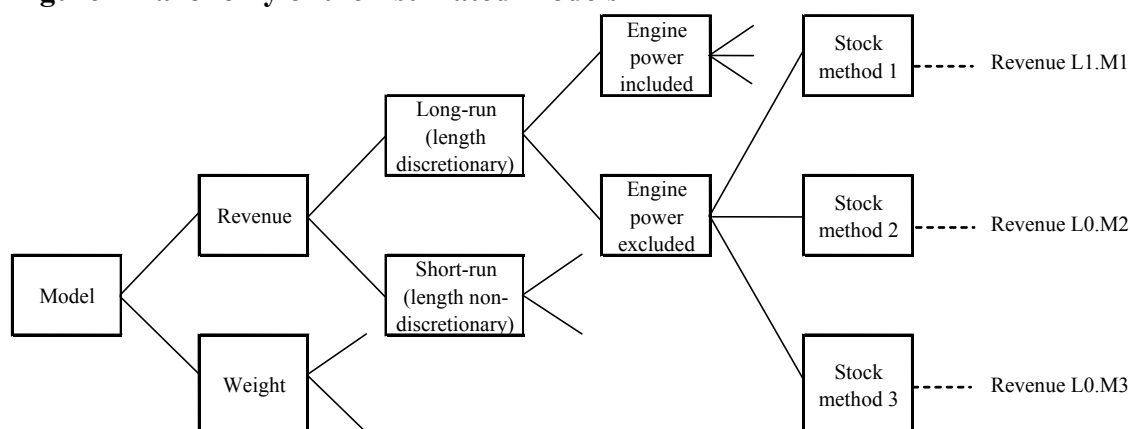 Engine
power
included
Stock
method 1
Revenue L1.M1
Long-run
(length
discretionary)
Revenue
Engine
power
excluded
Stock
method 2
Revenue L0.M2
Model
Short-run
(length non-
discretionary)
Weight
Stock
method 3
Revenue L0.M3